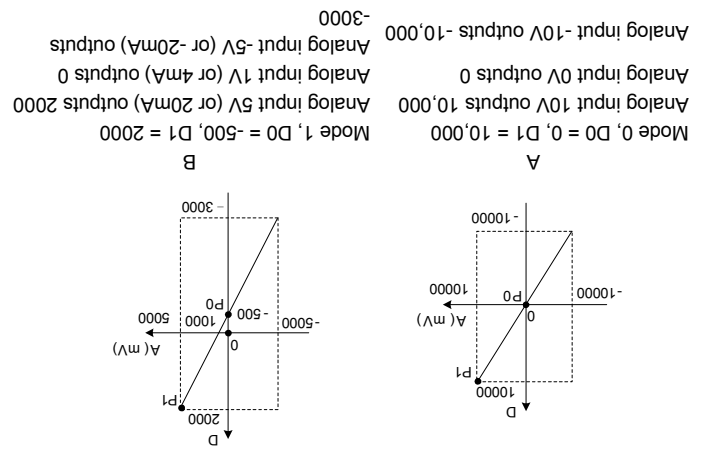 D
10000
P1
A ( mV)
0
-10000
P0
10000
- 10000
A
Mode 0, D0 = 0, D1 = 10,000
Analog input 10V outputs 10,000
Analog input 0V outputs 0
Analog input -10V outputs -10,000
D
2000
P1
A ( mV)
0
-5000
1000
5000
- 500
P0
- 3000
B
Mode 1, D0 = -500, D1 = 2000
Analog input 5V (or 20mA) outputs 2000
Analog input 1V (or 4mA) outputs 0
Analog input -5V (or -20mA) outputs
-3000